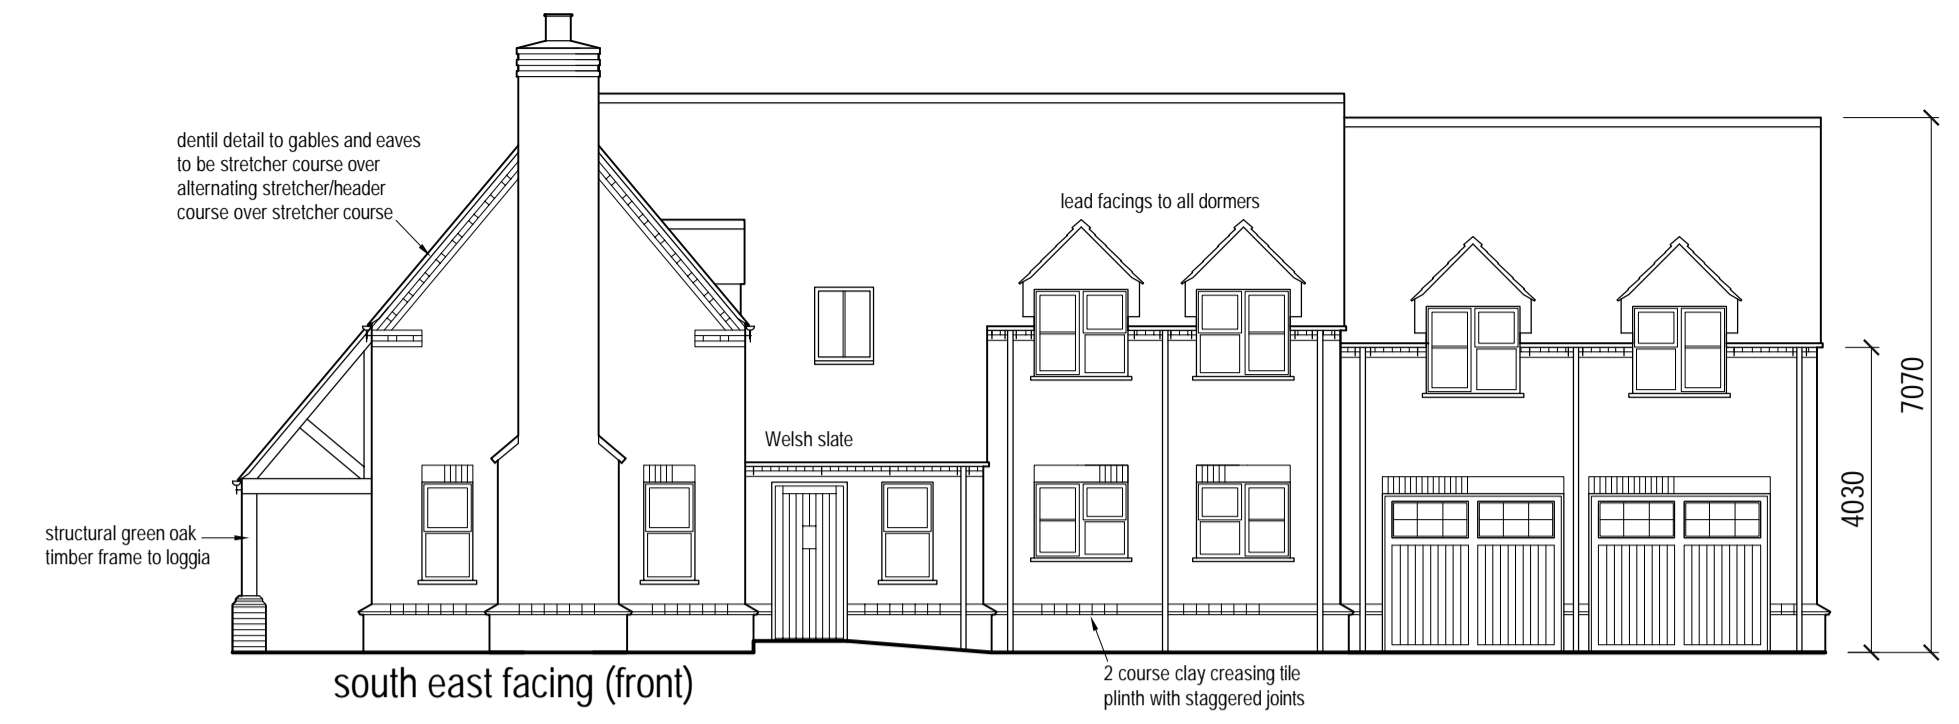 dentil detail to gables and eaves
to be stretcher course over
alternating stretcher/header
course over stretcher course
lead facings to all dormers
Welsh slate
structural green oak
timber frame to loggia
7070
4030
2 course clay creasing tile
plinth with staggered joints
south east facing (front)